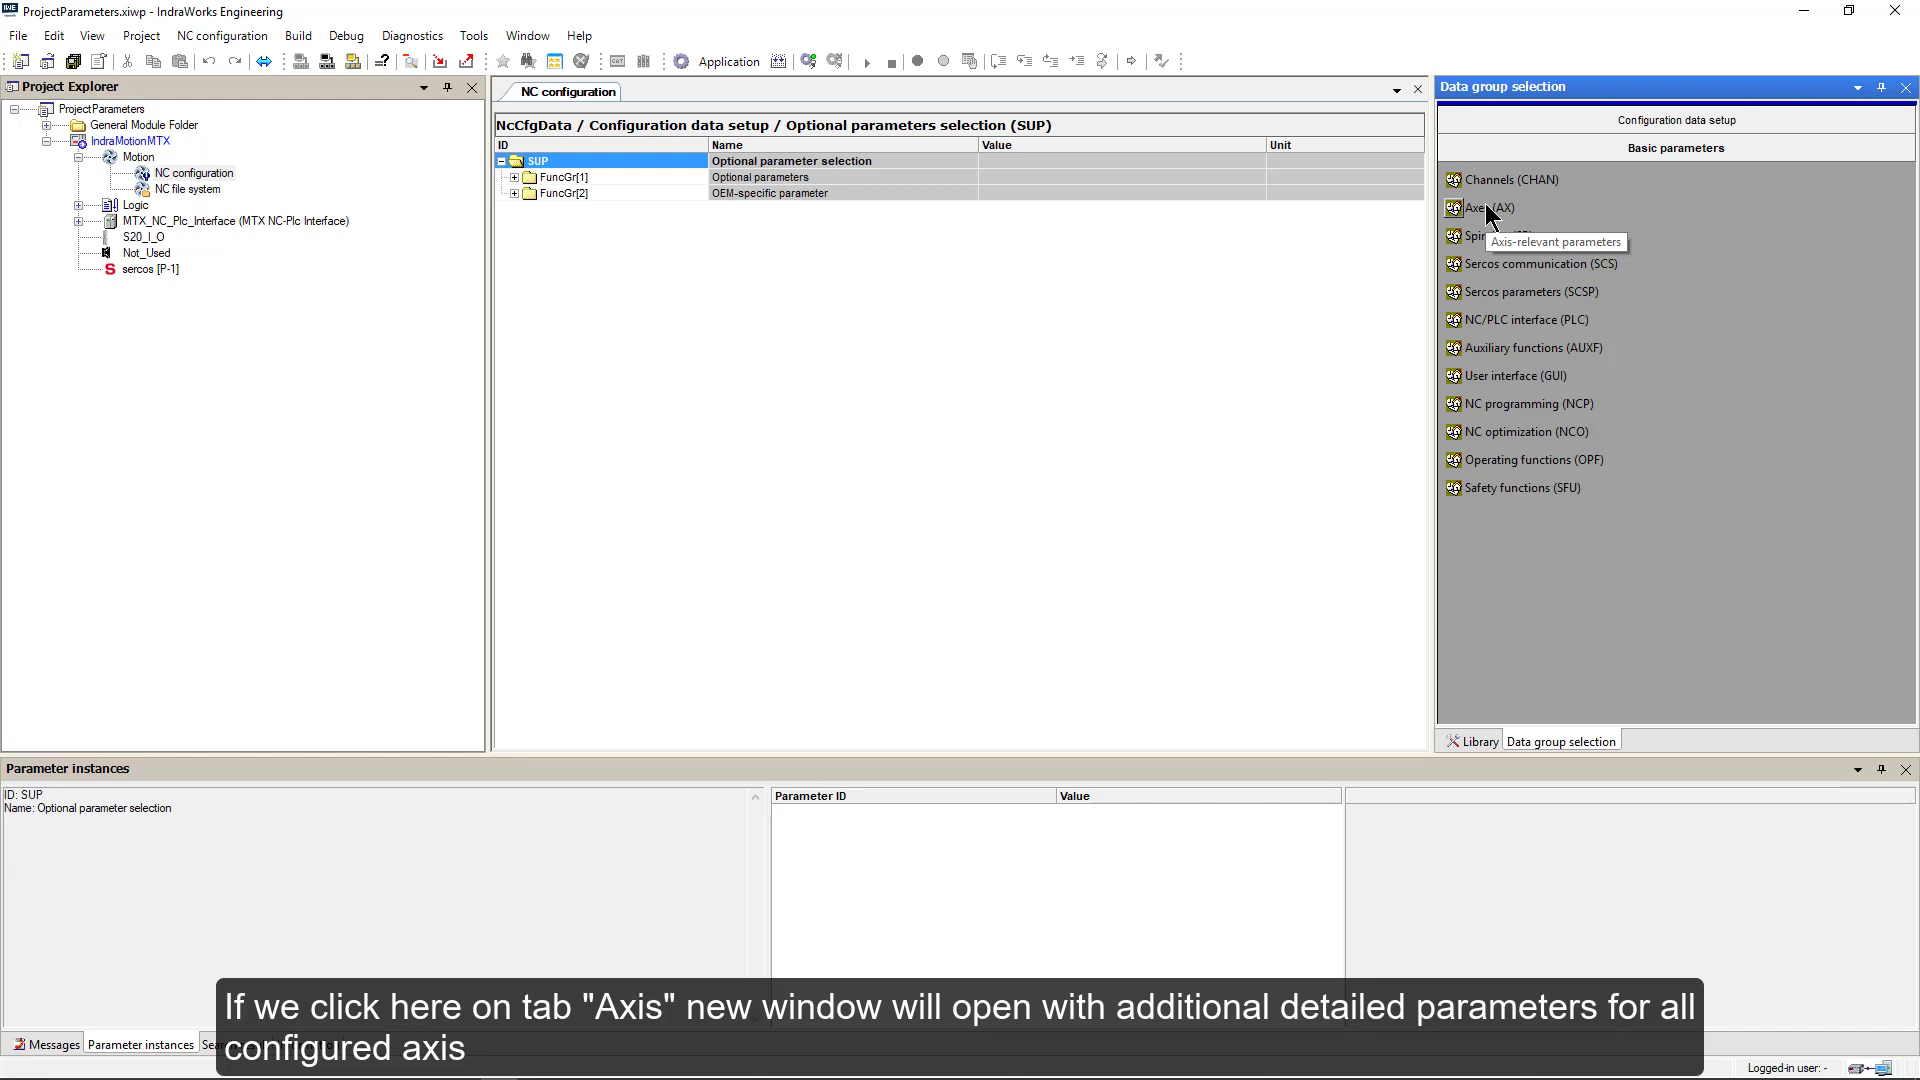 ProjectParameters.xiwp - IndraWorks Engineering
File Edit View Project NC configuration Build Debug Diagnostics Tools Window Help
Application
Project Explorer
ProjectParameters
General Module Folder
IndraMotionMTX
Motion
NC configuration
NC file system
Logic
MTX_NC_Plc_Interface (MTX NC-Plc Interface)
S20_I_O
Not_Used
sercos [P-1]
NC configuration
NcCfgData / Configuration data setup / Optional parameters selection (SUP)
ID Name Value Unit
SUP Optional parameter selection
FuncGr[1] Optional parameters
FuncGr[2] OEM-specific parameter
Data group selection
Configuration data setup
Basic parameters
Channels (CHAN)
(AX)
Axis-relevant parameters
Sercos communication (SCS)
Sercos parameters (SCSP)
NC/PLC interface (PLC)
Auxiliary functions (AUXF)
User interface (GUI)
NC programming (NCP)
NC optimization (NCO)
Operating functions (OPF)
Safety functions (SFU)
Library Data group selection
Parameter instances
ID: SUP
Name: Optional parameter selection
Parameter ID Value
Messages Parameter instances
If we click here on tab "Axis" new window will open with additional detailed parameters for all
configured axis
Logged-in user: -